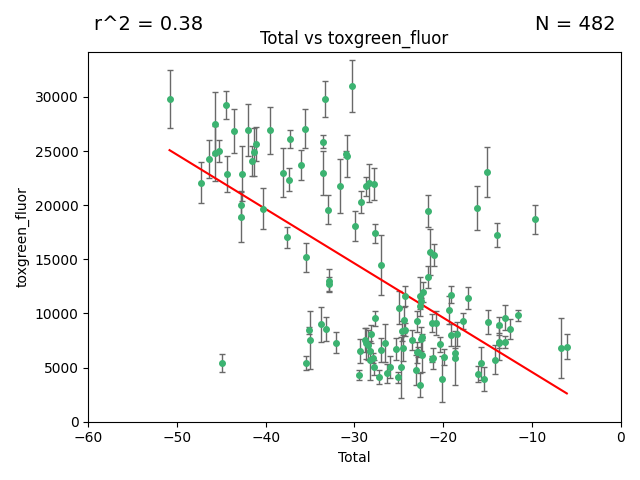 r^2 = 0.38
N = 482
Total vs toxgreen_fluor
toxgreen_fluor
30000
25000
20000
15000
10000
5000
0
−60
−50
−40
−30
−20
−10
0
Total